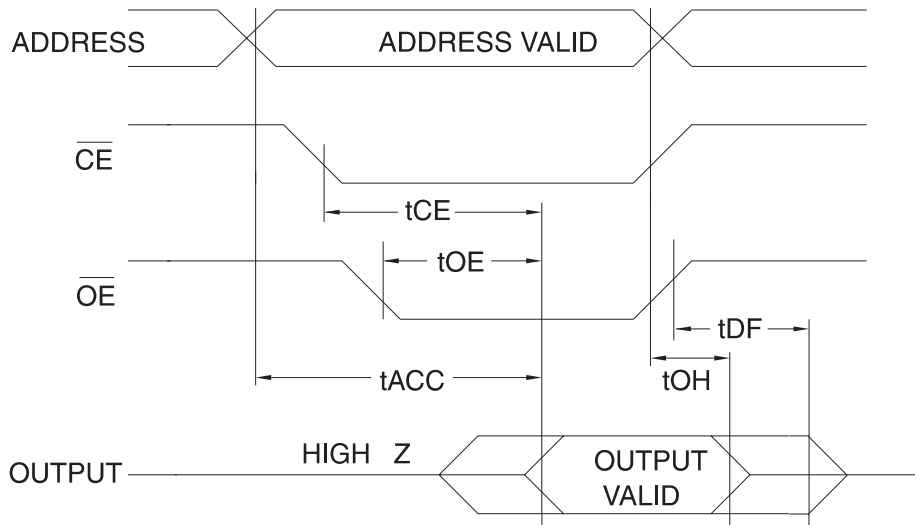 ADDRESS
ADDRESS VALID
CE
tCE
OE
tOE
tDF
tACC
tOH
HIGH Z
OUTPUT
OUTPUT
VALID